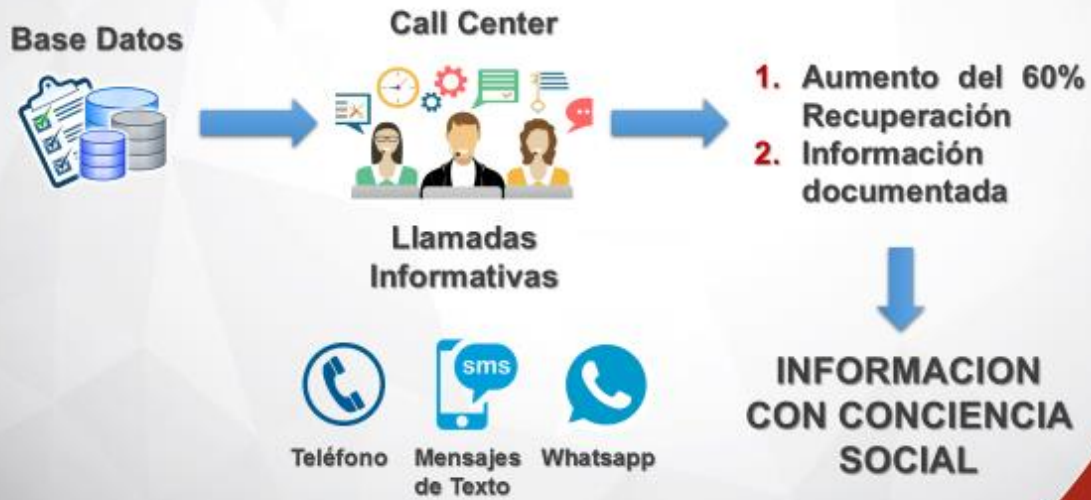 Base Datos
Call Center
Llamadas
Informativas
1. Aumento del 60%
Recuperación
2. Información
documentada
sms
Teléfono
Mensajes
de Texto
Whatsapp
INFORMACION
CON CONCIENCIA
SOCIAL